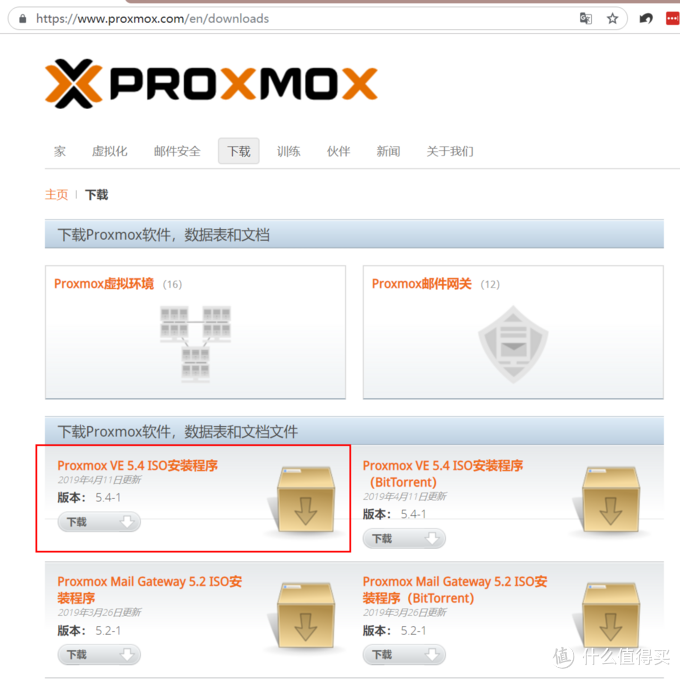 https://www.proxmox.com/en/downloads
PROXMOX
家 虚拟化 邮件安全 下载 训练 伙伴 新闻 关于我们
主页 | 下载
下载Proxmox软件，数据表和文档
Proxmox虚拟环境 (16)
Proxmox邮件网关 (12)
下载Proxmox软件，数据表和文档文件
Proxmox VE 5.4 ISO安装程序
2019年4月11日更新
版本： 5.4-1
下载
Proxmox VE 5.4 ISO安装程序
（BitTorrent）
2019年4月11日更新
版本： 5.4-1
下载
Proxmox Mail Gateway 5.2 ISO安
装程序
2019年3月26日更新
版本： 5.2-1
下载
Proxmox Mail Gateway 5.2 ISO安
装程序（BitTorrent）
2019年3月26日更新
版本： 5.2-1
下载
值 什么值得买